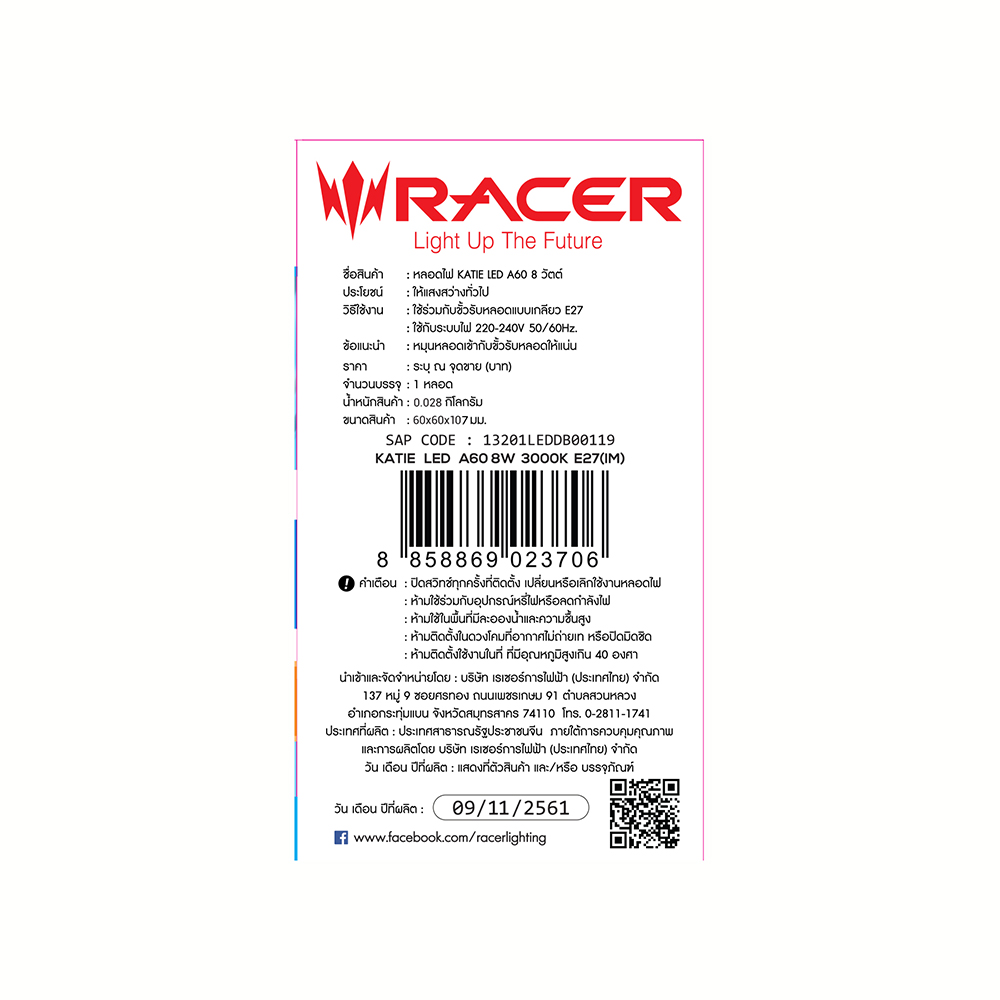 RACER
Light Up The Future
ชื่อสินค้า : หลอดไฟ KATIE LED A60 8 วัตต์
ประโยชน์ : ให้แสงสว่างทั่วไป
วิธีใช้งาน : ใช้ร่วมกับขั้วรับหลอดแบบเกลียว E27
: ใช้กับระบบไฟ 220-240V 50/60Hz.
ข้อแนะนำ : หมุนหลอดเข้ากับขั้วรับหลอดให้แน่น
ราคา : ระบุ ณ จุดขาย (บาท)
จำนวนบรรจุ : 1 หลอด
น้ำหนักสินค้า : 0.028 กิโลกรัม
ขนาดสินค้า : 60x60x107 มม.
SAP CODE : 13201LEDDB00119
KATIE LED A60 8W 3000K E27(IM)
8 858869 023706
! คำเตือน : ปิดสวิทช์ทุกครั้งที่ติดตั้ง เปลี่ยนหรือเลิกใช้งานหลอดไฟ
: ห้ามใช้ร่วมกับอุปกรณ์หรี่ไฟหรือลดกำลังไฟ
: ห้ามใช้ในพื้นที่มีละอองน้ำและความชื้นสูง
: ห้ามติดตั้งในดวงโคมที่อากาศไม่ถ่ายเท หรือปิดมิดชิด
: ห้ามติดตั้งใช้งานในที่ ที่มีอุณหภูมิสูงเกิน 40 องศา
นำเข้าและจัดจำหน่ายโดย : บริษัท เรเซอร์การไฟฟ้า (ประเทศไทย) จำกัด
137 หมู่ 9 ซอยศรทอง ถนนเพชรเกษม 91 ตำบลสวนหลวง
อำเภอกระทุ่มแบน จังหวัดสมุทรสาคร 74110 โทร. 0-2811-1741
ประเทศที่ผลิต : ประเทศสาธารณรัฐประชาชนจีน ภายใต้การควบคุมคุณภาพ
และการผลิตโดย บริษัท เรเซอร์การไฟฟ้า (ประเทศไทย) จำกัด
วัน เดือน ปีที่ผลิต : แสดงที่ตัวสินค้า และ/หรือ บรรจุภัณฑ์
วัน เดือน ปีที่ผลิต : 09/11/2561
www.facebook.com/racerlighting